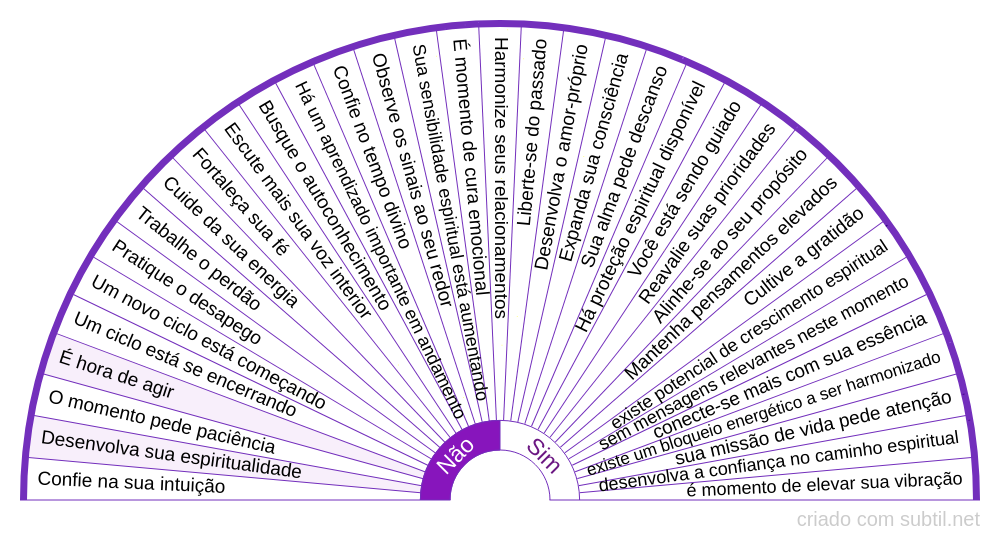 Confie na sua intuição
Desenvolva sua espiritualidade
O momento pede paciência
É hora de agir
Um ciclo está se encerrando
Um novo ciclo está começando
Pratique o desapego
Trabalhe o perdão
Cuide da sua energia
Fortaleça sua fé
Escute mais sua voz interior
Busque o autoconhecimento
Há um aprendizado importante em andamento
Confie no tempo divino
Observe os sinais ao seu redor
Sua sensibilidade espiritual está aumentando
É momento de cura emocional
Harmonize seus relacionamentos
Liberte-se do passado
Desenvolva o amor-próprio
Expanda sua consciência
Sua alma pede descanso
Há proteção espiritual disponível
Você está sendo guiado
Reavalie suas prioridades
Alinhe-se ao seu propósito
Mantenha pensamentos elevados
Cultive a gratidão
existe potencial de crescimento espiritual
sem mensagens relevantes neste momento
conecte-se mais com sua essência
existe um bloqueio energético a ser harmonizado
sua missão de vida pede atenção
desenvolva a confiança no caminho espiritual
é momento de elevar sua vibração
Não
Sim
criado com subtil.net